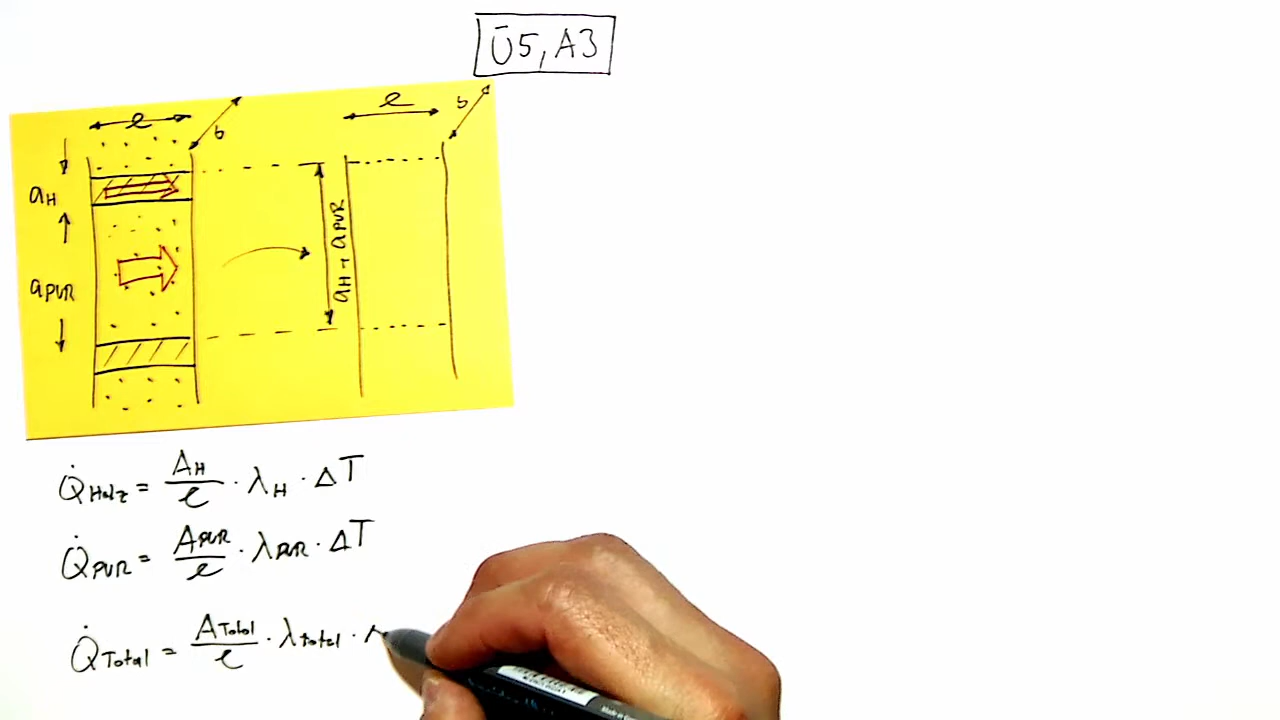 Ü5, A3
e
b
e
b
aH
aPUR
aH + aPUR
Q̇Holz = AH/e · λH · ΔT
Q̇PUR = APUR/e · λPUR · ΔT
Q̇Total = ATotal/e · λtotal ·